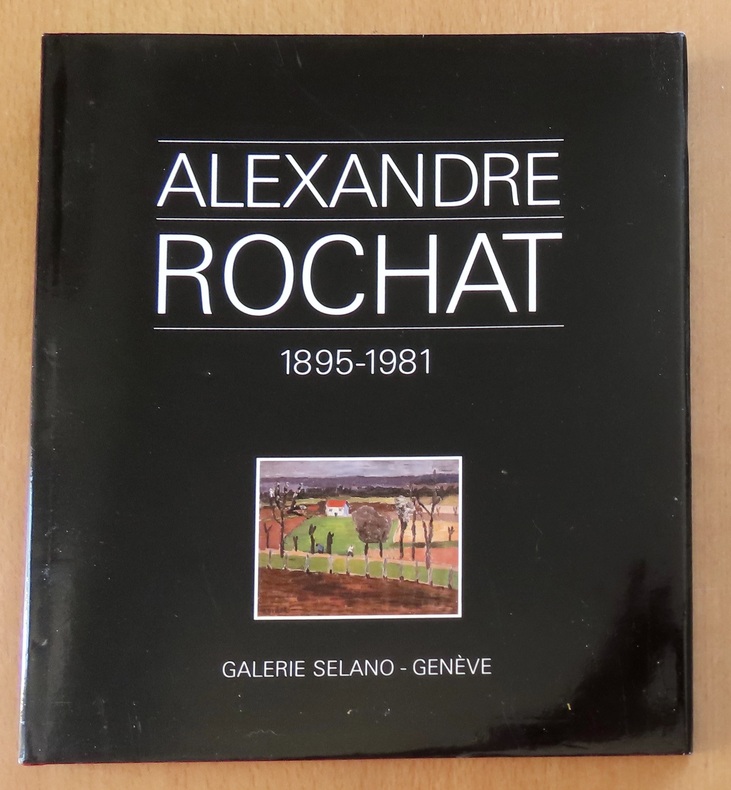 ALEXANDRE
ROCHAT
1895-1981
GALERIE SELANO - GENÈVE